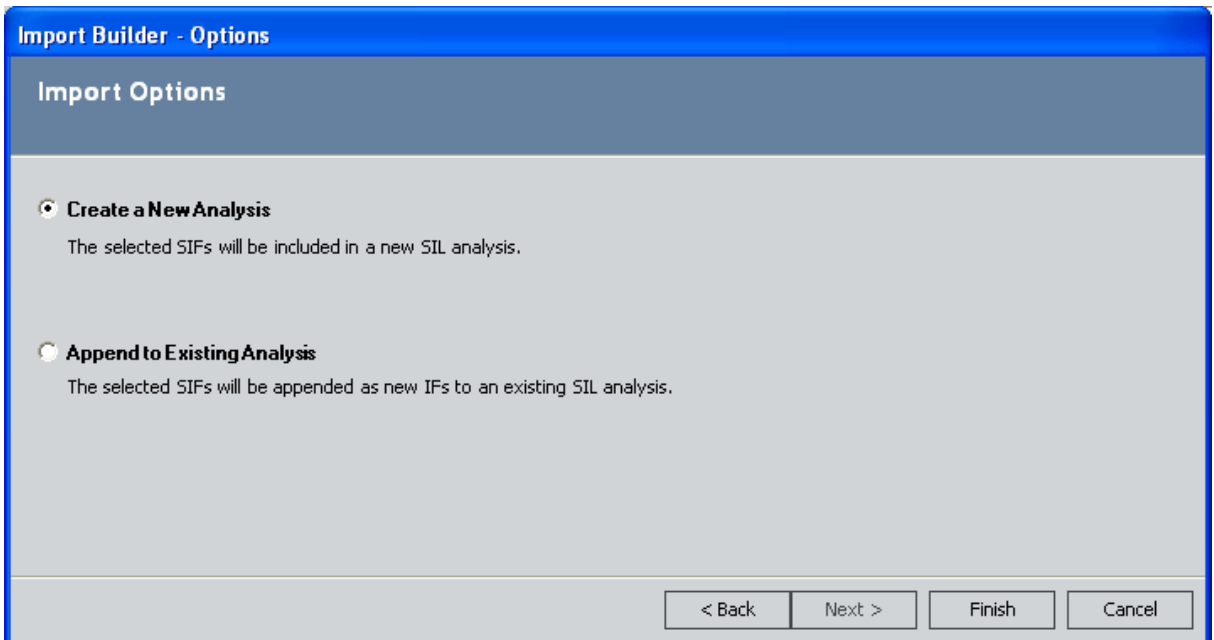 Import Builder - Options
Import Options
Create a New Analysis
The selected SIFs will be included in a new SIL analysis.
Append to Existing Analysis
The selected SIFs will be appended as new IFs to an existing SIL analysis.
< Back Next > Finish Cancel